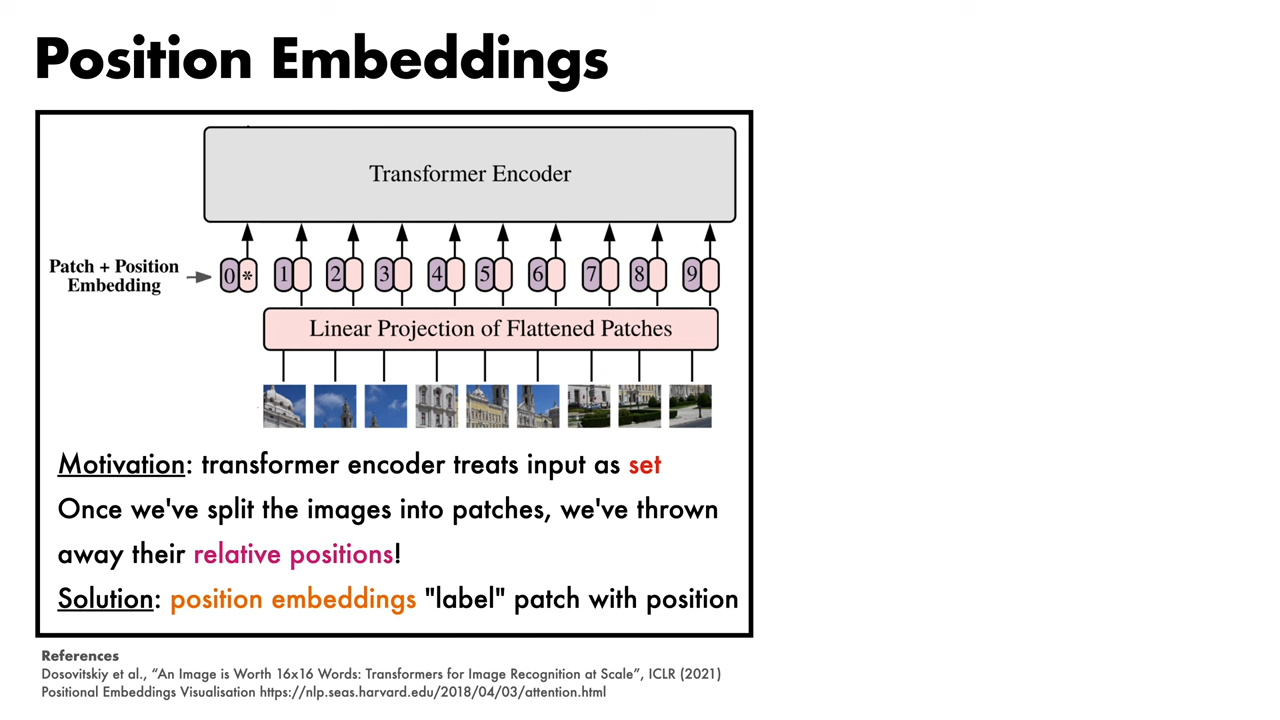 Position Embeddings
Transformer Encoder
Patch + Position
Embedding
0 * 1 2 3 4 5 6 7 8 9
Linear Projection of Flattened Patches
Motivation: transformer encoder treats input as set
Once we've split the images into patches, we've thrown
away their relative positions!
Solution: position embeddings "label" patch with position
References
Dosovitskiy et al., “An Image is Worth 16x16 Words: Transformers for Image Recognition at Scale”, ICLR (2021)
Positional Embeddings Visualisation https://nlp.seas.harvard.edu/2018/04/03/attention.html